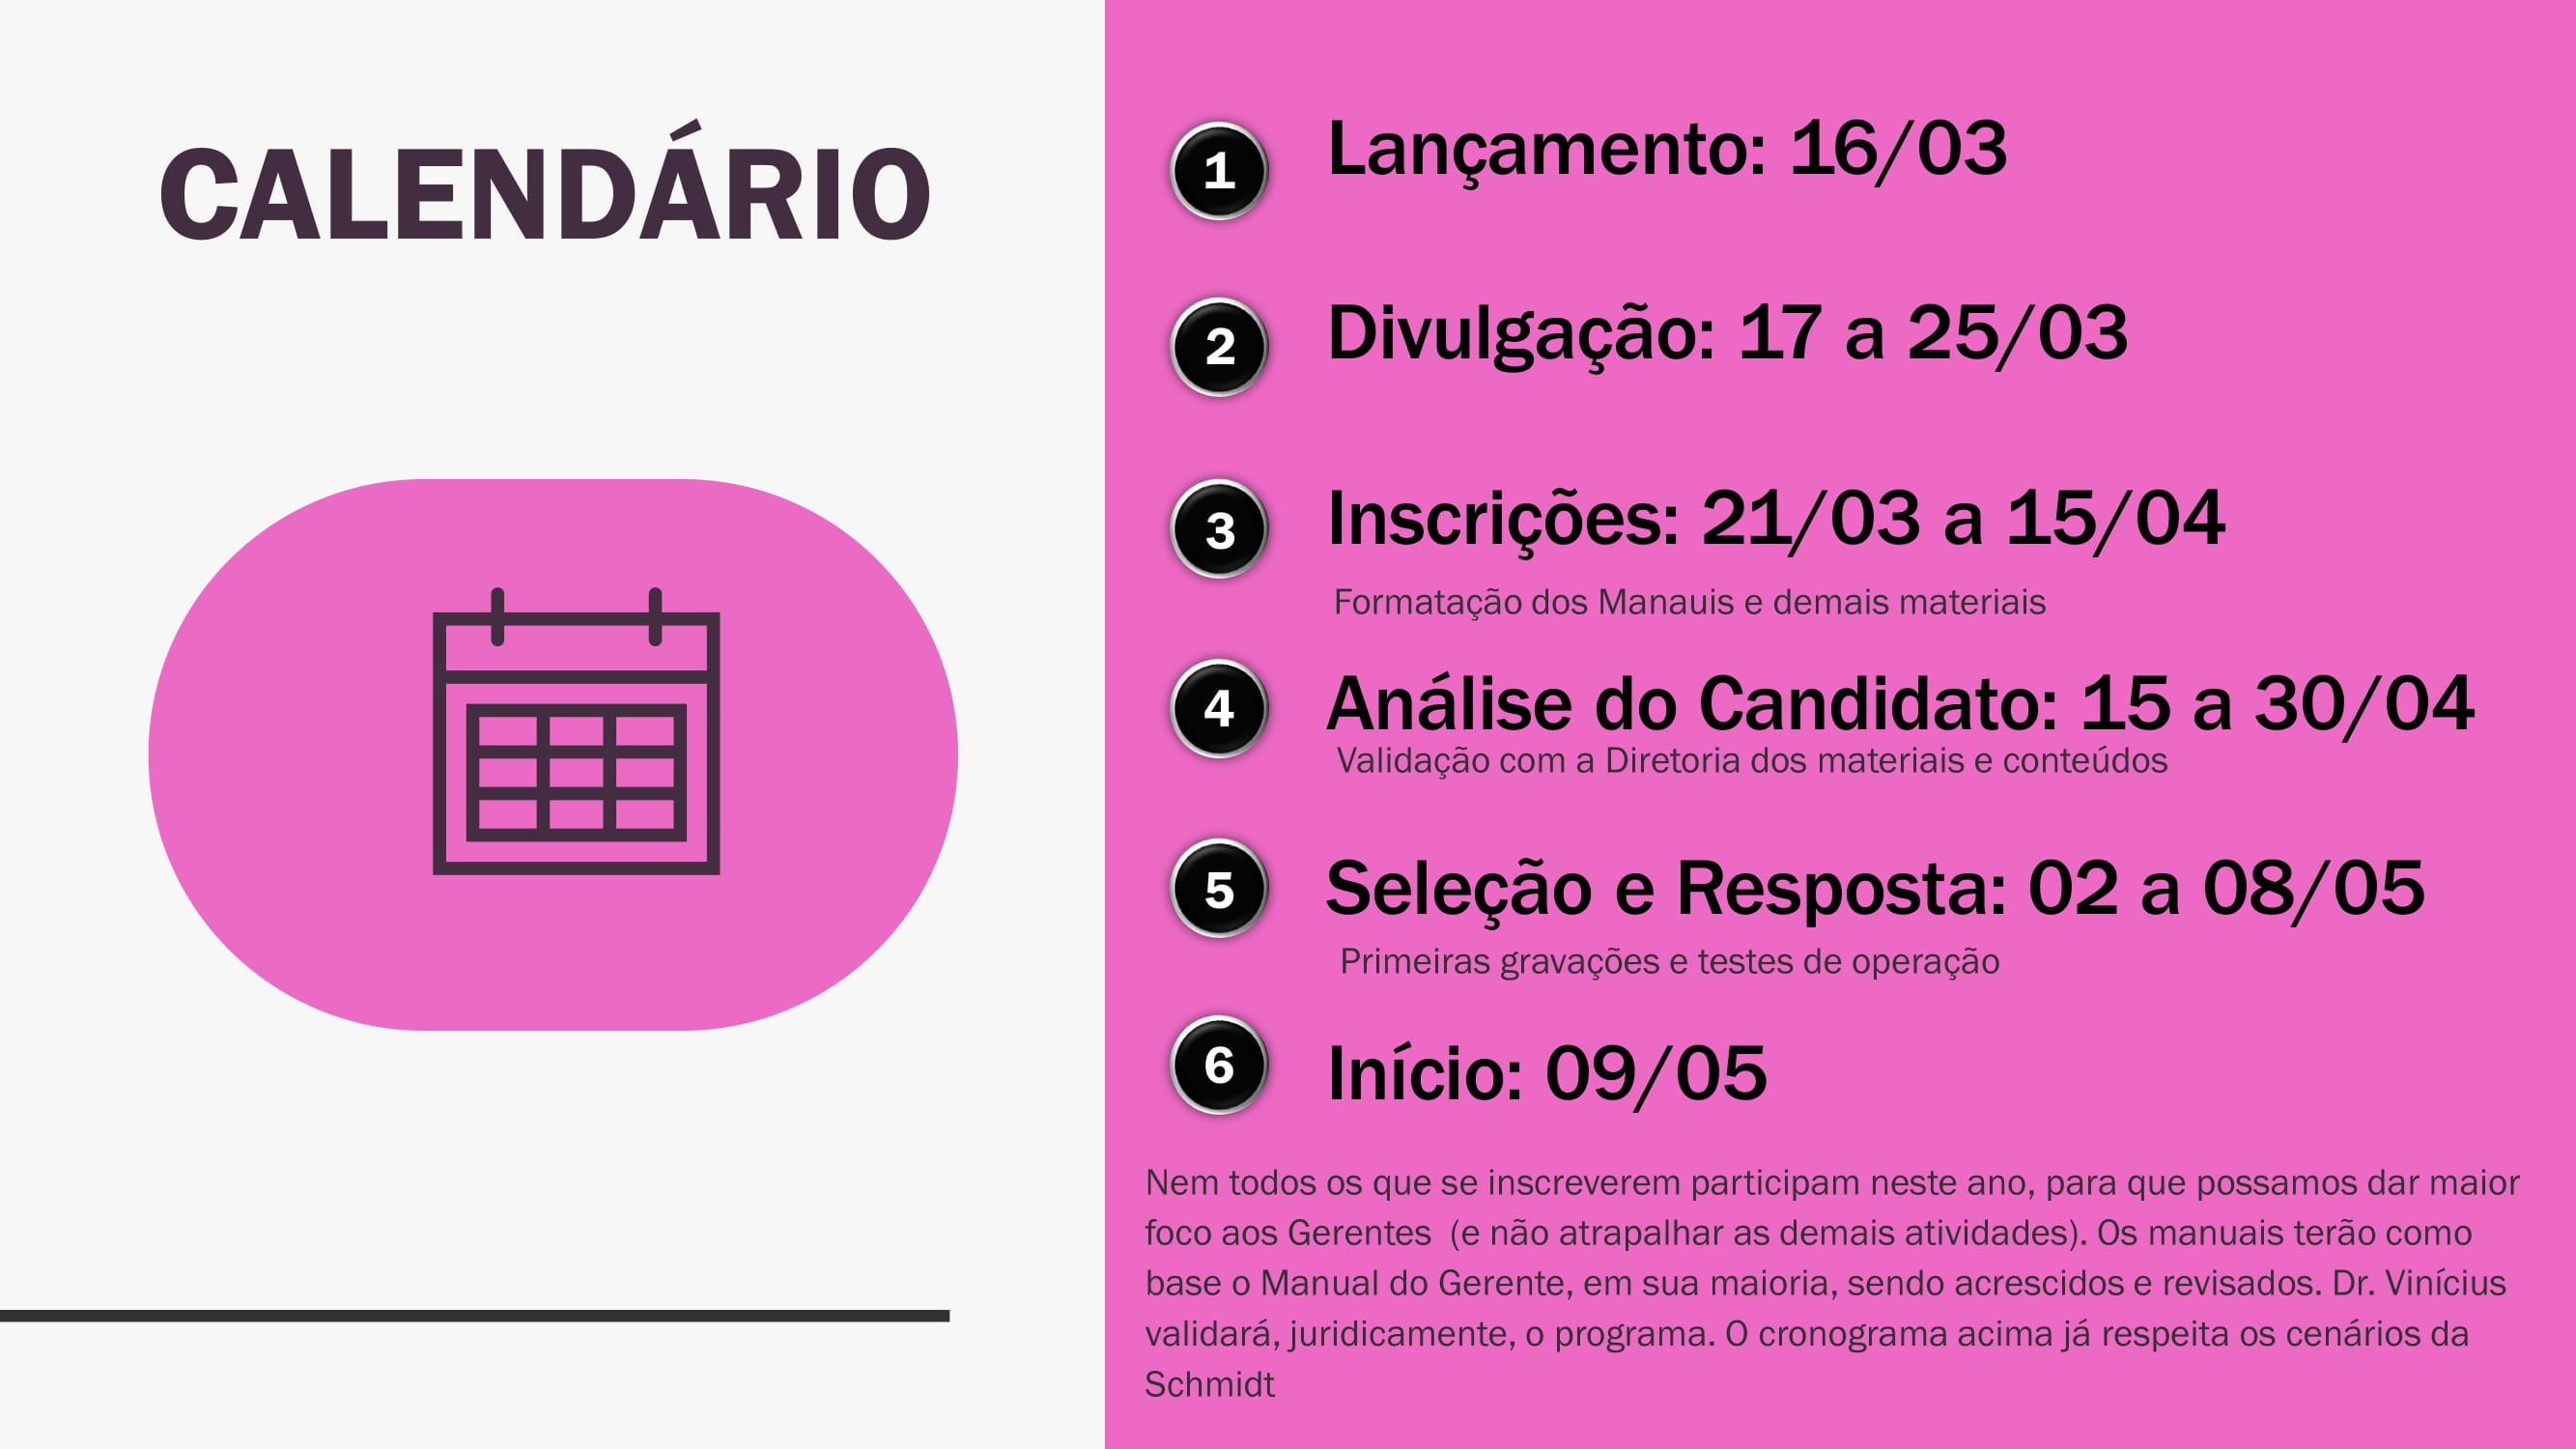 CALENDÁRIO
1
Lançamento: 16/03
2
Divulgação: 17 a 25/03
3
Inscrições: 21/03 a 15/04
Formatação dos Manauis e demais materiais
4
Análise do Candidato: 15 a 30/04
Validação com a Diretoria dos materiais e conteúdos
5
Seleção e Resposta: 02 a 08/05
Primeiras gravações e testes de operação
6
Início: 09/05
Nem todos os que se inscreverem participam neste ano, para que possamos dar maior
foco aos Gerentes  (e não atrapalhar as demais atividades). Os manuais terão como
base o Manual do Gerente, em sua maioria, sendo acrescidos e revisados. Dr. Vinícius
validará, juridicamente, o programa. O cronograma acima já respeita os cenários da
Schmidt